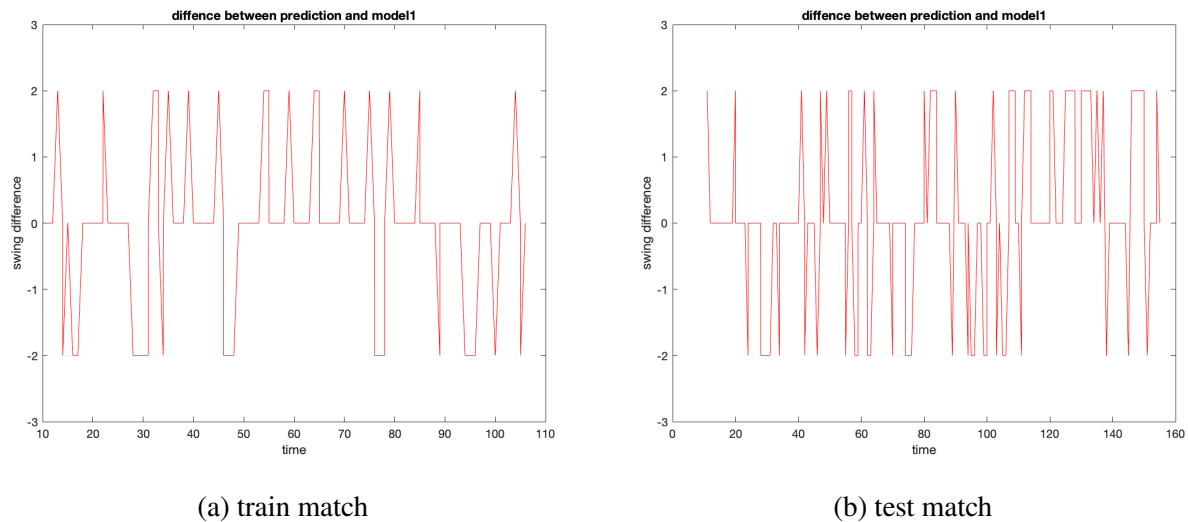 diffence between prediction and model1
3
2
1
0
-1
-2
-3
swing difference
10 20 30 40 50 60 70 80 90 100 110
time
(a) train match
diffence between prediction and model1
3
2
1
0
-1
-2
-3
swing difference
0 20 40 60 80 100 120 140 160
time
(b) test match